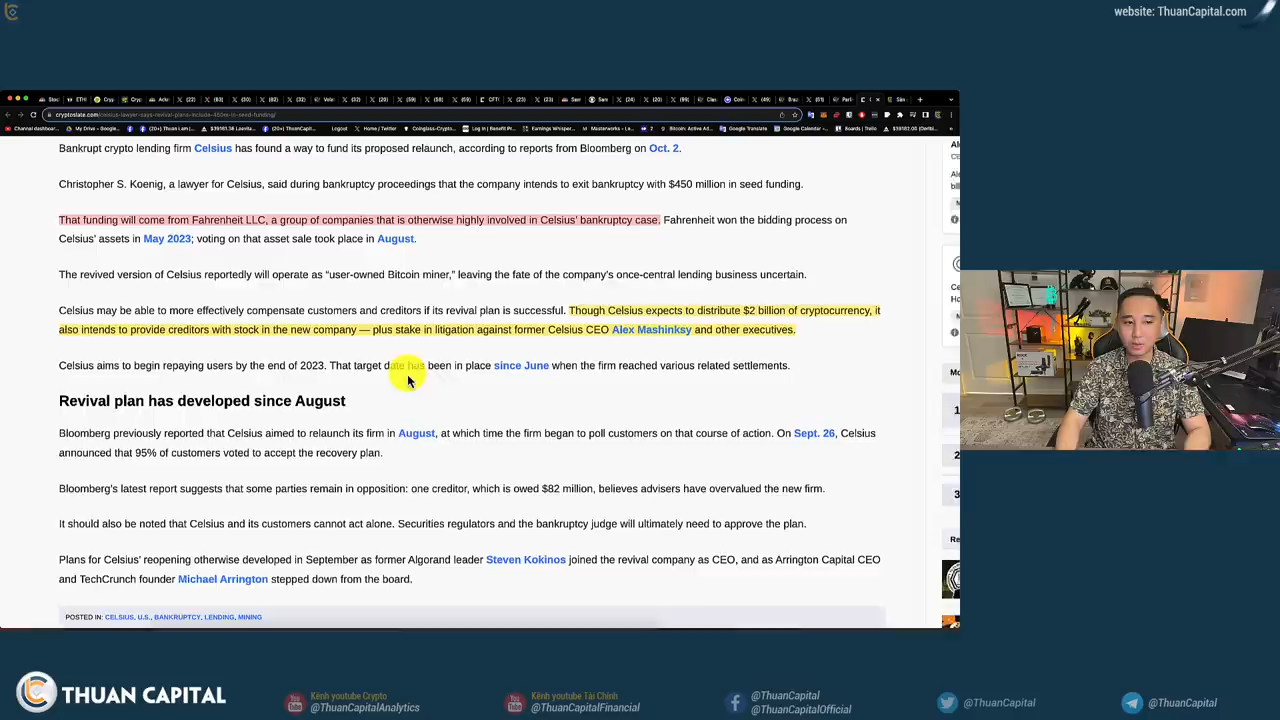 website: ThuanCapital.com
cryptoslate.com/celsius-lawyer-says-revival-plans-include-450m-in-seed-funding/
Bankrupt crypto lending firm Celsius has found a way to fund its proposed relaunch, according to reports from Bloomberg on Oct. 2.
Christopher S. Koenig, a lawyer for Celsius, said during bankruptcy proceedings that the company intends to exit bankruptcy with $450 million in seed funding.
That funding will come from Fahrenheit LLC, a group of companies that is otherwise highly involved in Celsius' bankruptcy case. Fahrenheit won the bidding process on
Celsius' assets in May 2023; voting on that asset sale took place in August.
The revived version of Celsius reportedly will operate as “user-owned Bitcoin miner,” leaving the fate of the company's once-central lending business uncertain.
Celsius may be able to more effectively compensate customers and creditors if its revival plan is successful. Though Celsius expects to distribute $2 billion of cryptocurrency, it
also intends to provide creditors with stock in the new company — plus stake in litigation against former Celsius CEO Alex Mashinksy and other executives.
Celsius aims to begin repaying users by the end of 2023. That target date has been in place since June when the firm reached various related settlements.
Revival plan has developed since August
Bloomberg previously reported that Celsius aimed to relaunch its firm in August, at which time the firm began to poll customers on that course of action. On Sept. 26, Celsius
announced that 95% of customers voted to accept the recovery plan.
Bloomberg's latest report suggests that some parties remain in opposition: one creditor, which is owed $82 million, believes advisers have overvalued the new firm.
It should also be noted that Celsius and its customers cannot act alone. Securities regulators and the bankruptcy judge will ultimately need to approve the plan.
Plans for Celsius' reopening otherwise developed in September as former Algorand leader Steven Kokinos joined the revival company as CEO, and as Arrington Capital CEO
and TechCrunch founder Michael Arrington stepped down from the board.
POSTED IN: CELSIUS, U.S., BANKRUPTCY, LENDING, MINING
THUAN CAPITAL
Kênh youtube Crypto
@ThuanCapitalAnalytics
Kênh youtube Tài Chính
@ThuanCapitalFinancial
@ThuanCapital
@ThuanCapitalOfficial
@ThuanCapital
@ThuanCapital